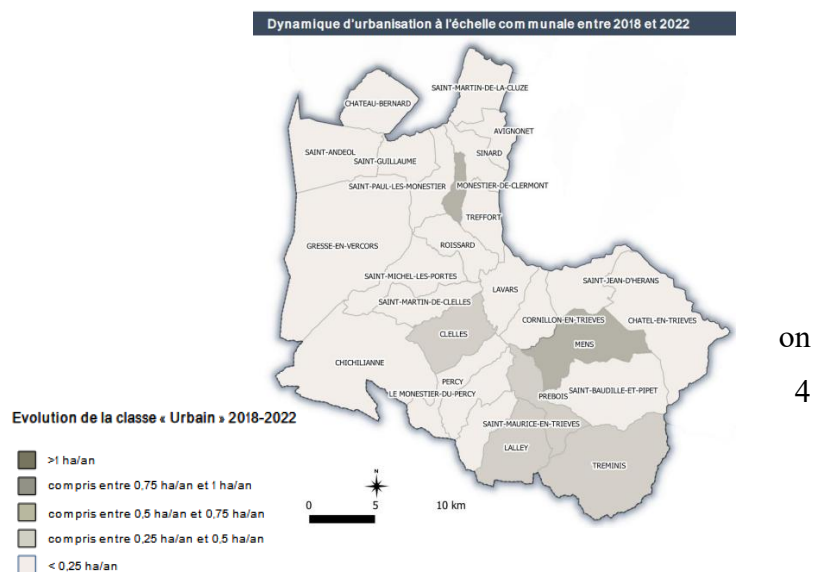 Dynamique d'urbanisation à l'échelle communale entre 2018 et 2022
SAINT-MARTIN-DE-LA-CLUZE
CHATEAU-BERNARD
AVIGNONET
SAINT-ANDEOL
SINARD
SAINT-GUILLAUME
SAINT-PAUL-LES-MONESTIER
MONESTIER-DE-CLERMONT
TREFFORT
GRESSE-EN-VERCORS
ROISSARD
SAINT-MICHEL-LES-PORTES
SAINT-JEAN-D'HERANS
LAVARS
SAINT-MARTIN-DE-CLELLES
CORNILLON-EN-TRIEVES
CHATEL-EN-TRIEVES
CLELLES
MENS
on
CHICHILIANNE
PERCY
SAINT-BAUDILLE-ET-PIPET
LE MONESTIER-DU-PERCY
PREBOIS
4
SAINT-MAURICE-EN-TRIEVES
LALLEY
TREMINIS
Evolution de la classe « Urbain » 2018-2022
>1 ha/an
compris entre 0,75 ha/an et 1 ha/an
compris entre 0,5 ha/an et 0,75 ha/an
compris entre 0,25 ha/an et 0,5 ha/an
< 0,25 ha/an
N
0 5 10 km